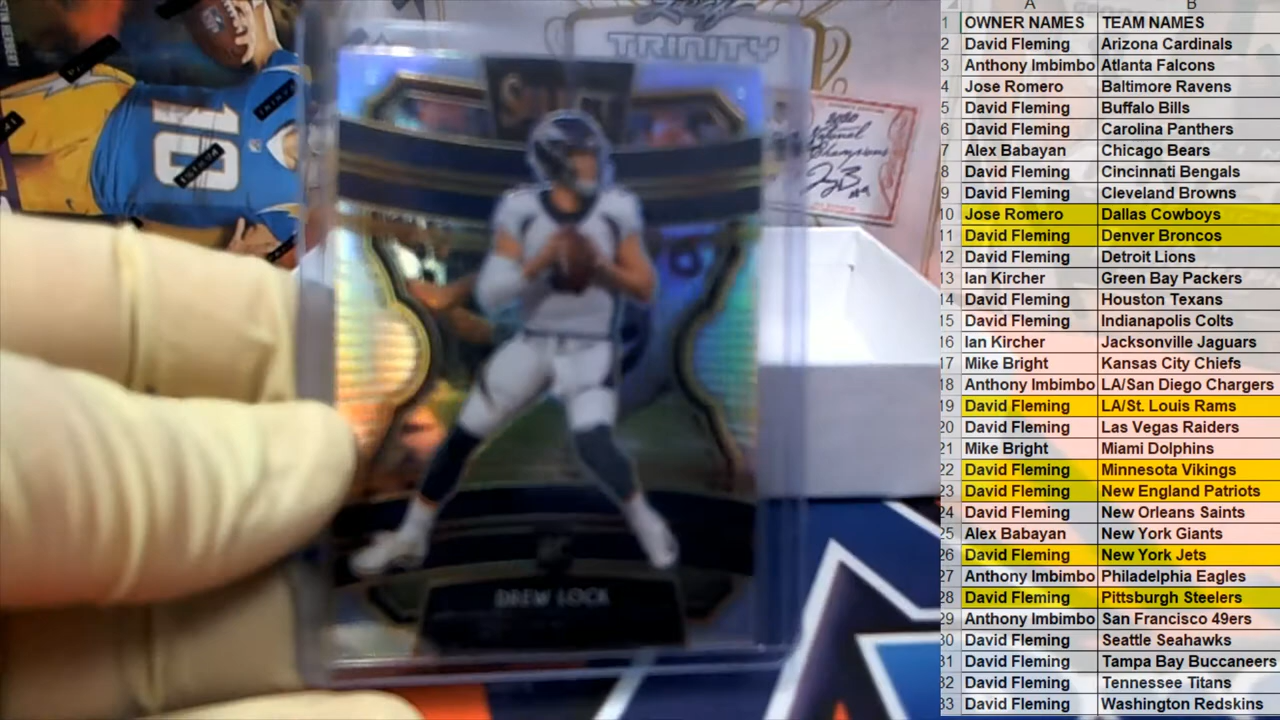 TRINITY
2020
National
Champions
10
DREW LOCK
A B
1 OWNER NAMES TEAM NAMES
2 David Fleming Arizona Cardinals
3 Anthony Imbimbo Atlanta Falcons
4 Jose Romero Baltimore Ravens
5 David Fleming Buffalo Bills
6 David Fleming Carolina Panthers
7 Alex Babayan Chicago Bears
8 David Fleming Cincinnati Bengals
9 David Fleming Cleveland Browns
10 Jose Romero Dallas Cowboys
11 David Fleming Denver Broncos
12 David Fleming Detroit Lions
13 Ian Kircher Green Bay Packers
14 David Fleming Houston Texans
15 David Fleming Indianapolis Colts
16 Ian Kircher Jacksonville Jaguars
17 Mike Bright Kansas City Chiefs
18 Anthony Imbimbo LA/San Diego Chargers
19 David Fleming LA/St. Louis Rams
20 David Fleming Las Vegas Raiders
21 Mike Bright Miami Dolphins
22 David Fleming Minnesota Vikings
23 David Fleming New England Patriots
24 David Fleming New Orleans Saints
25 Alex Babayan New York Giants
26 David Fleming New York Jets
27 Anthony Imbimbo Philadelphia Eagles
28 David Fleming Pittsburgh Steelers
29 Anthony Imbimbo San Francisco 49ers
30 David Fleming Seattle Seahawks
31 David Fleming Tampa Bay Buccaneers
32 David Fleming Tennessee Titans
33 David Fleming Washington Redskins